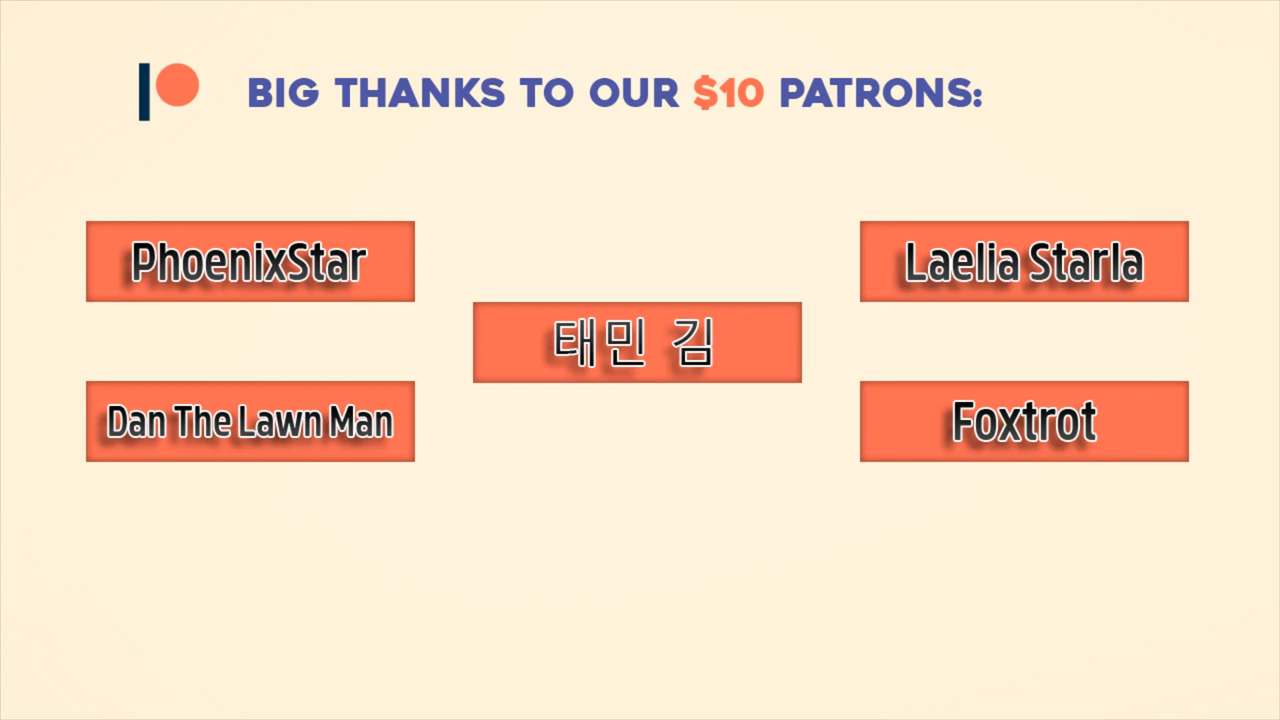 BIG THANKS TO OUR $10 PATRONS:
PhoenixStar
Laelia Starla
태민 김
Dan The Lawn Man
Foxtrot